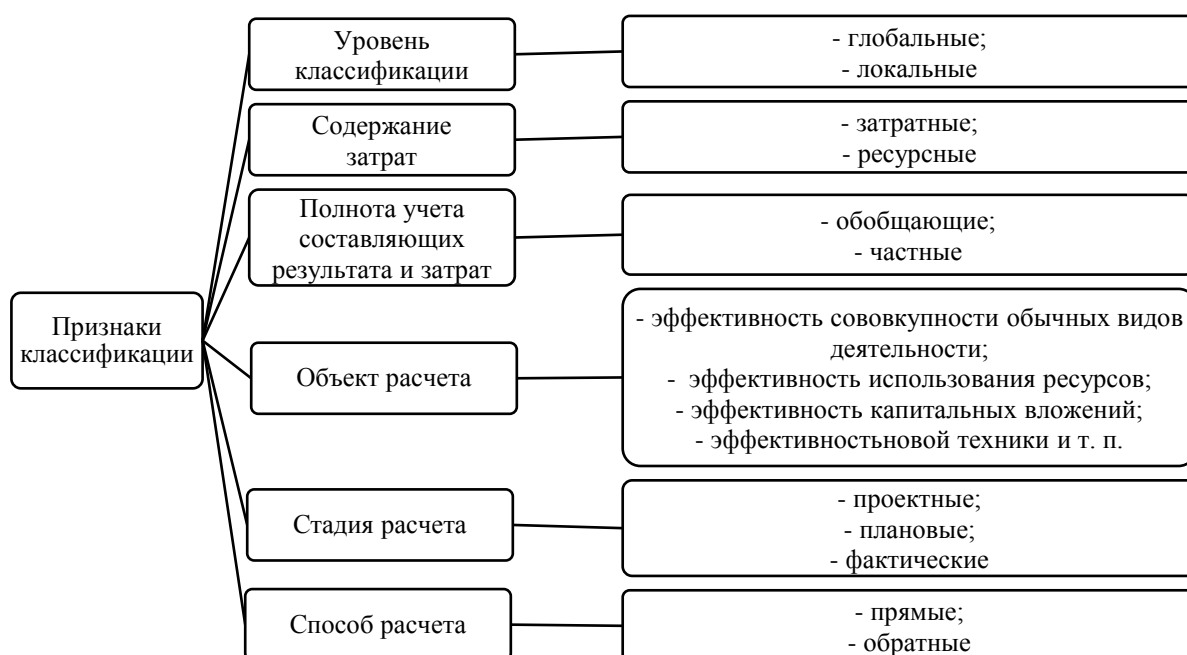 Уровень
классификации
- глобальные;
- локальные
Содержание
затрат
- затратные;
- ресурсные
Полнота учета
составляющих
результата и затрат
- обобщающие;
- частные
Признаки
классификации
Объект расчета
- эффективность сововкупности обычных видов
деятельности;
- эффективность использования ресурсов;
- эффективность капитальных вложений;
- эффективностьновой техники и т. п.
Стадия расчета
- проектные;
- плановые;
- фактические
Способ расчета
- прямые;
- обратные